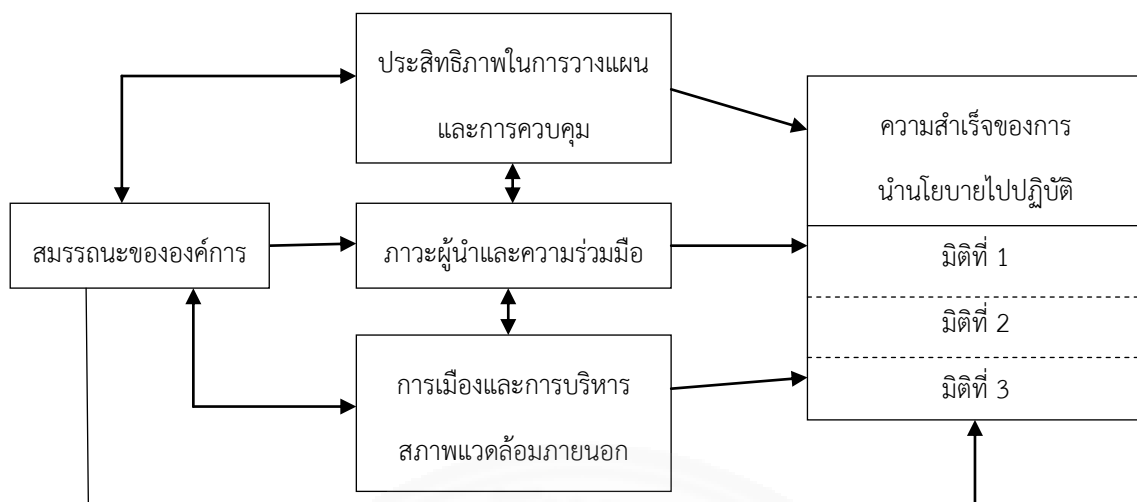 ประสิทธิภาพในการวางแผน
และการควบคุม
ความสำเร็จของการ
นำนโยบายไปปฏิบัติ
สมรรถนะขององค์การ
ภาวะผู้นำและความร่วมมือ
มิติที่ 1
มิติที่ 2
มิติที่ 3
การเมืองและการบริหาร
สภาพแวดล้อมภายนอก